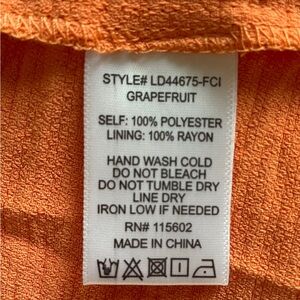 STYLE# LD44675-FCI
GRAPEFRUIT
SELF: 100% POLYESTER
LINING: 100% RAYON
HAND WASH COLD
DO NOT BLEACH
DO NOT TUMBLE DRY
LINE DRY
IRON LOW IF NEEDED
RN# 115602
MADE IN CHINA